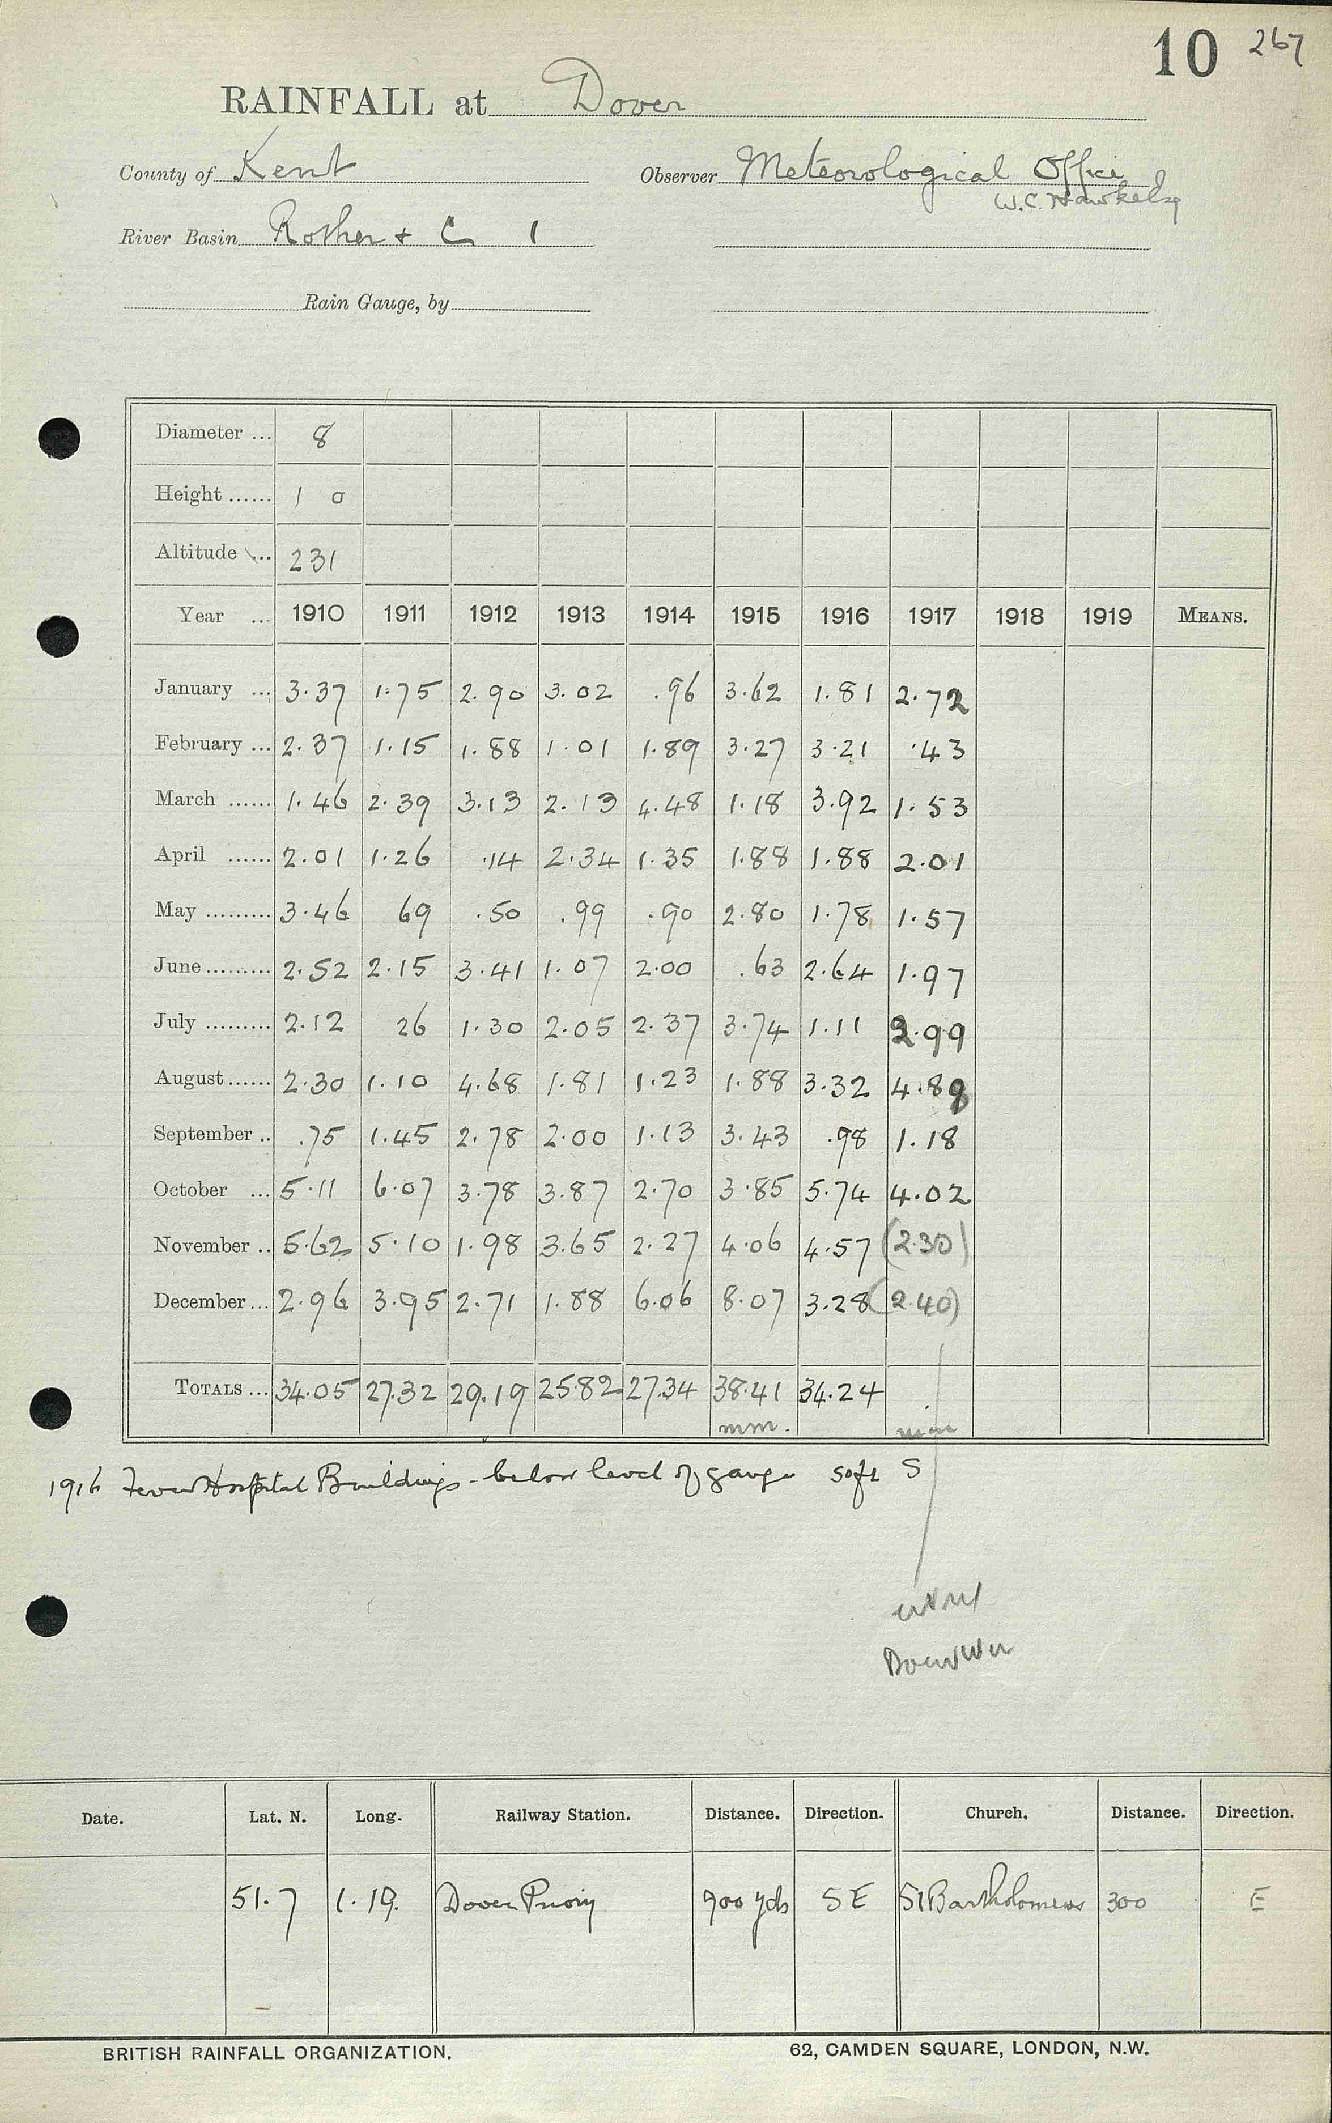 10 267
RAINFALL at Dover
County of Kent Observer Meteorological Office
W.C. Hawke
River Basin Rother + C 1
Rain Gauge, by
Diameter ... 8
Height ...... 1 0
Altitude ... 231
Year ... 1910 1911 1912 1913 1914 1915 1916 1917 1918 1919 MEANS.
January ... 3.37 1.75 2.90 3.02 .96 3.62 1.81 2.72
February ... 2.37 1.15 1.88 1.01 1.89 3.27 3.21 .43
March ...... 1.46 2.39 3.13 2.13 4.48 1.18 3.92 1.53
April ...... 2.01 1.26 .14 2.34 1.35 1.88 1.88 2.01
May ......... 3.46 69 .50 .99 .90 2.80 1.78 1.57
June ......... 2.52 2.15 3.41 1.07 2.00 .63 2.64 1.97
July ......... 2.12 26 1.30 2.05 2.37 3.74 1.11 2.99
August ...... 2.30 1.10 4.68 1.81 1.23 1.88 3.32 4.89
September .. .75 1.45 2.78 2.00 1.13 3.43 .98 1.18
October ... 5.11 6.07 3.78 3.87 2.70 3.85 5.74 4.02
November .. 5.62 5.10 1.98 3.65 2.27 4.06 4.57 (2.30)
December ... 2.96 3.95 2.71 1.88 6.06 8.07 3.28 (2.40)
TOTALS ... 34.05 27.32 29.19 25.82 27.34 38.41 34.24
mm.
1916 Fever Hospital Buildings - below level of gauge 50ft S
Date. Lat. N. Long. Railway Station. Distance. Direction. Church. Distance. Direction.
51.7 1.19. Dover Priory 900 yds SE St Bartholomews 300 E
BRITISH RAINFALL ORGANIZATION. 62, CAMDEN SQUARE, LONDON, N.W.